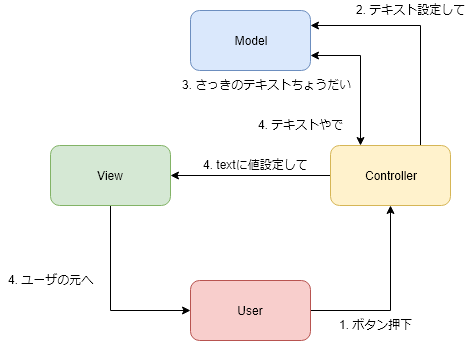 2. テキスト設定して
Model
3. さっきのテキストちょうだい
4. テキストやで
4. textに値設定して
View
Controller
4. ユーザの元へ
User
1. ボタン押下